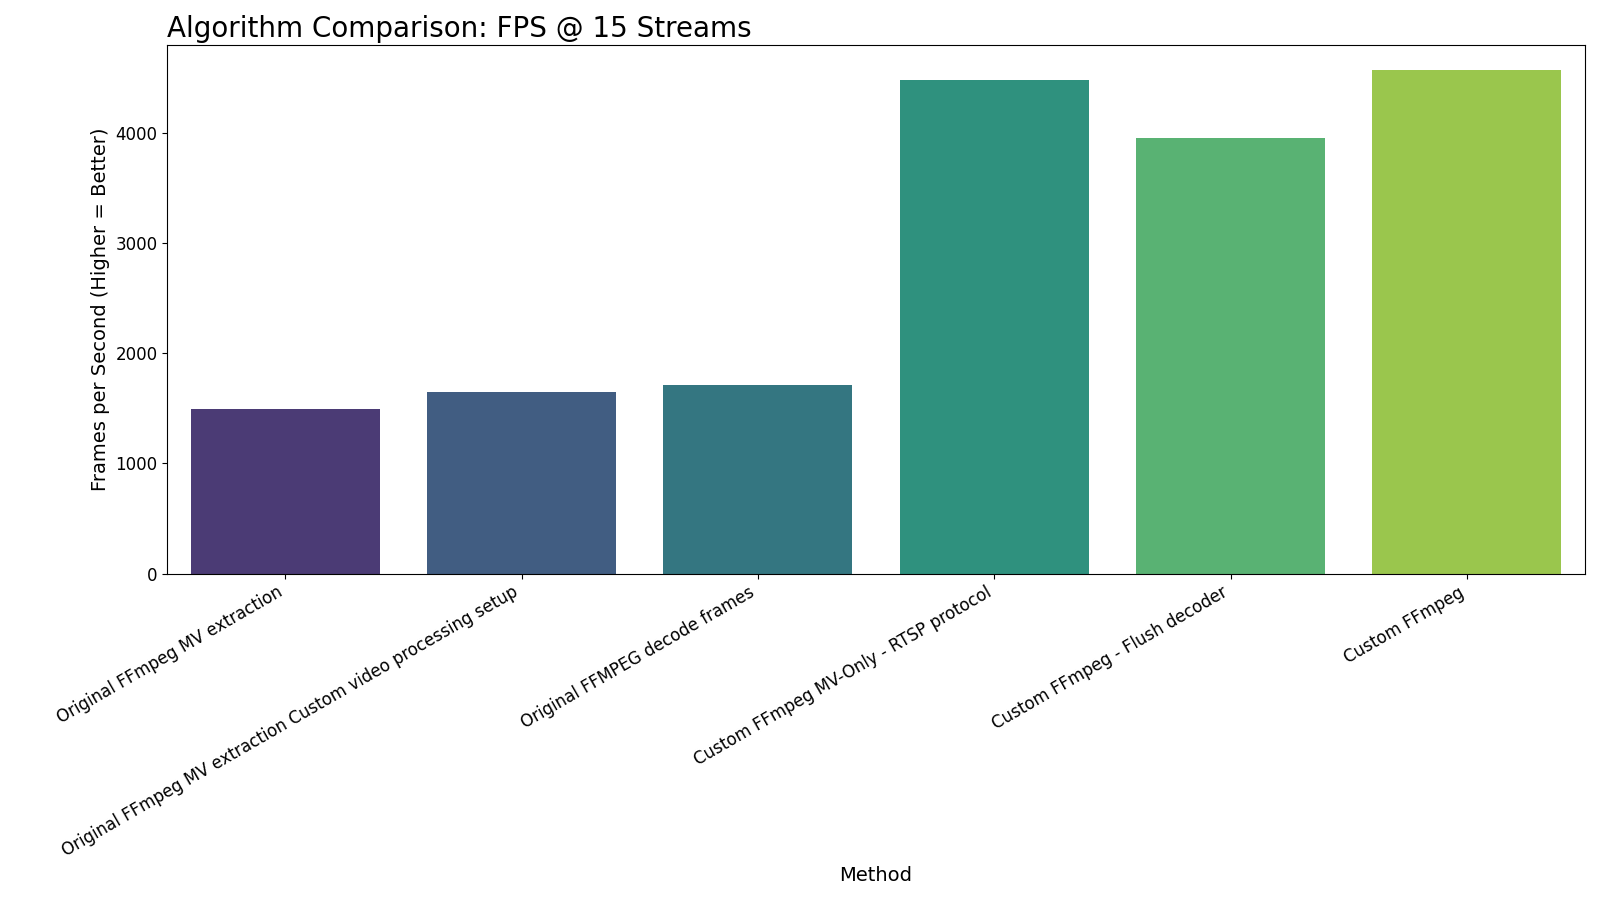 Algorithm Comparison: FPS @ 15 Streams
Frames per Second (Higher = Better)
4000
3000
2000
1000
0
Original FFmpeg MV extraction
Original FFmpeg MV extraction Custom video processing setup
Original FFMPEG decode frames
Custom FFmpeg MV-Only - RTSP protocol
Custom FFmpeg - Flush decoder
Custom FFmpeg
Method